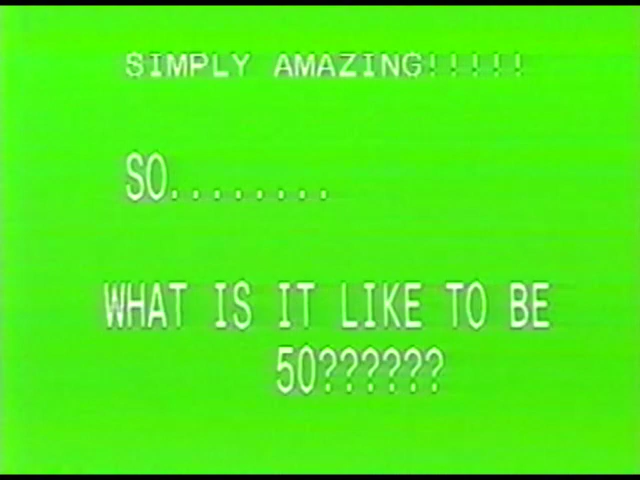 SIMPLY AMAZING!!!!!
SO........
WHAT IS IT LIKE TO BE
50??????